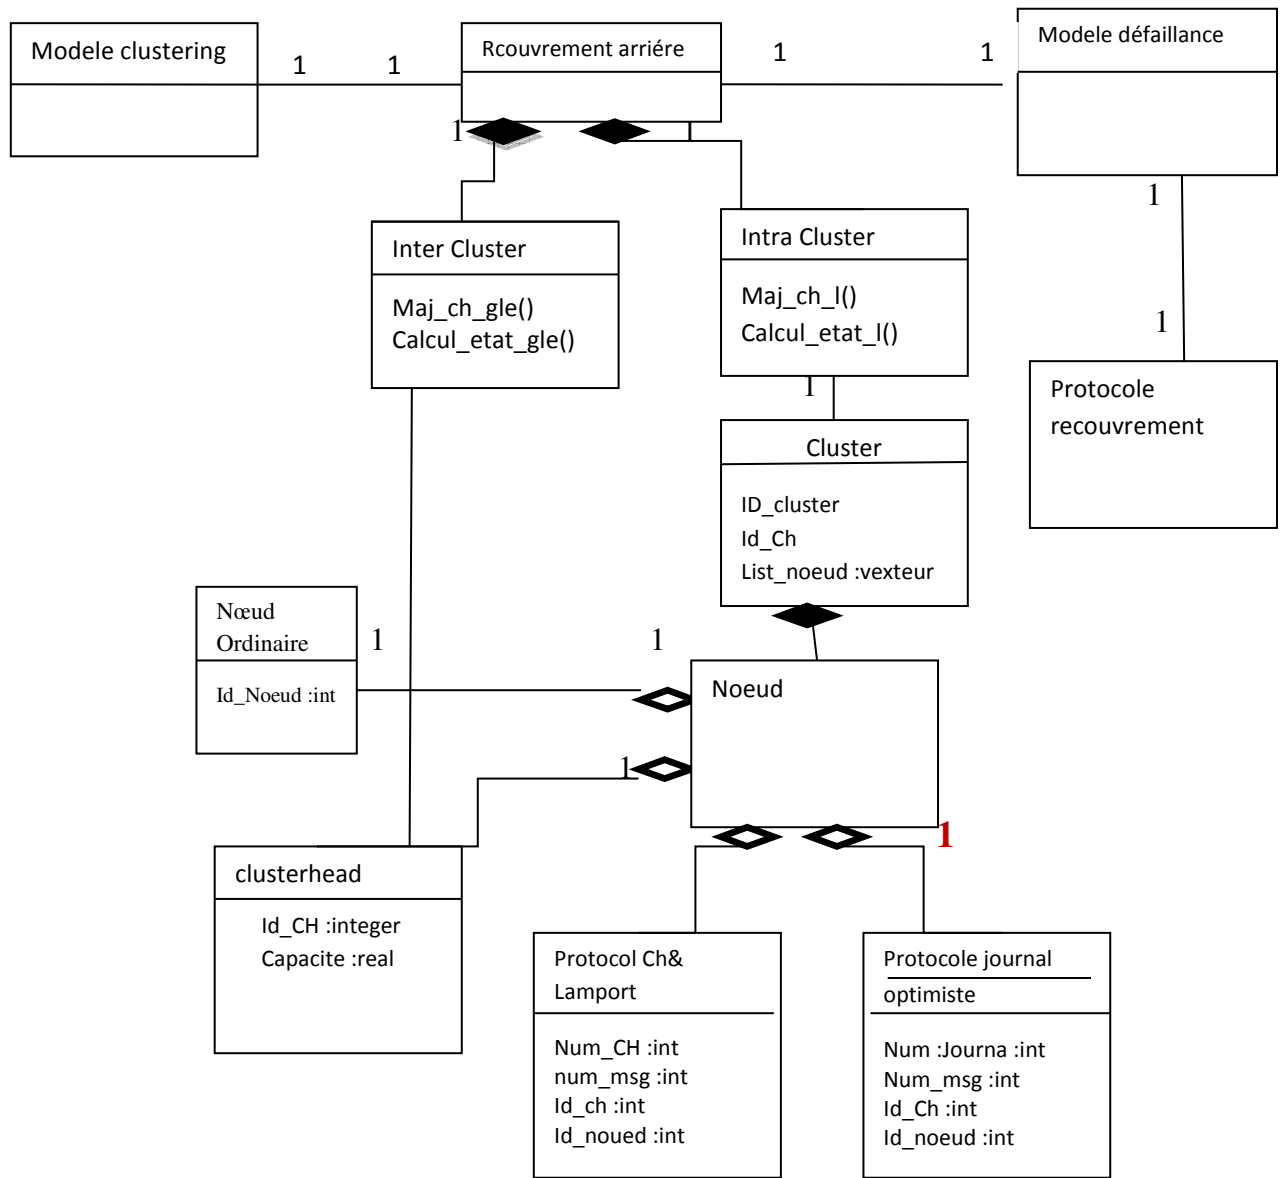 Modele clustering
1
1
Rcouvrement arriére
1
1
Modele défaillance
1
1
1
Inter Cluster
Maj_ch_gle()
Calcul_etat_gle()
Intra Cluster
Maj_ch_l()
Calcul_etat_l()
1
1
Protocole
recouvrement
Cluster
ID_cluster
Id_Ch
List_noeud :vexteur
Nœud
Ordinaire
Id_Noeud :int
1
1
Noeud
1
1
clusterhead
Id_CH :integer
Capacite :real
Protocol Ch&
Lamport
Num_CH :int
num_msg :int
Id_ch :int
Id_noued :int
Protocole journal
optimiste
Num :Journa :int
Num_msg :int
Id_Ch :int
Id_noeud :int